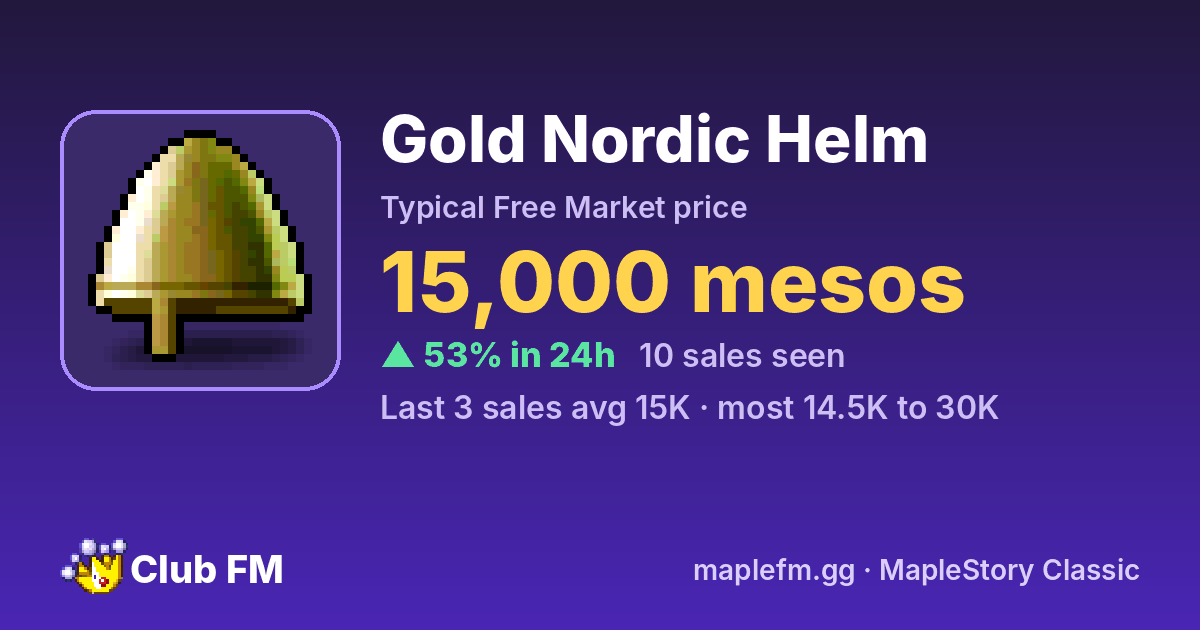 Gold Nordic Helm
Typical Free Market price
15,000 mesos
▲ 53% in 24h 10 sales seen
Last 3 sales avg 15K · most 14.5K to 30K
Club FM
maplefm.gg · MapleStory Classic